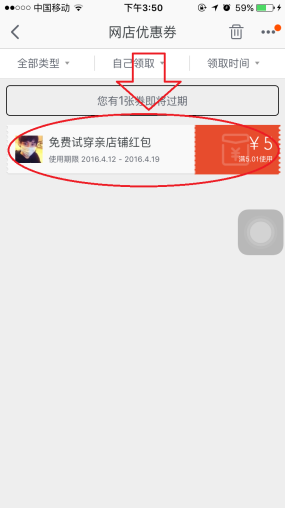 中国移动 下午3:50 59%
网店优惠券
全部类型 自己领取 领取时间
您有1张券即将过期
免费试穿亲店铺红包
使用期限 2016.4.12 - 2016.4.19
¥5
满5.01使用